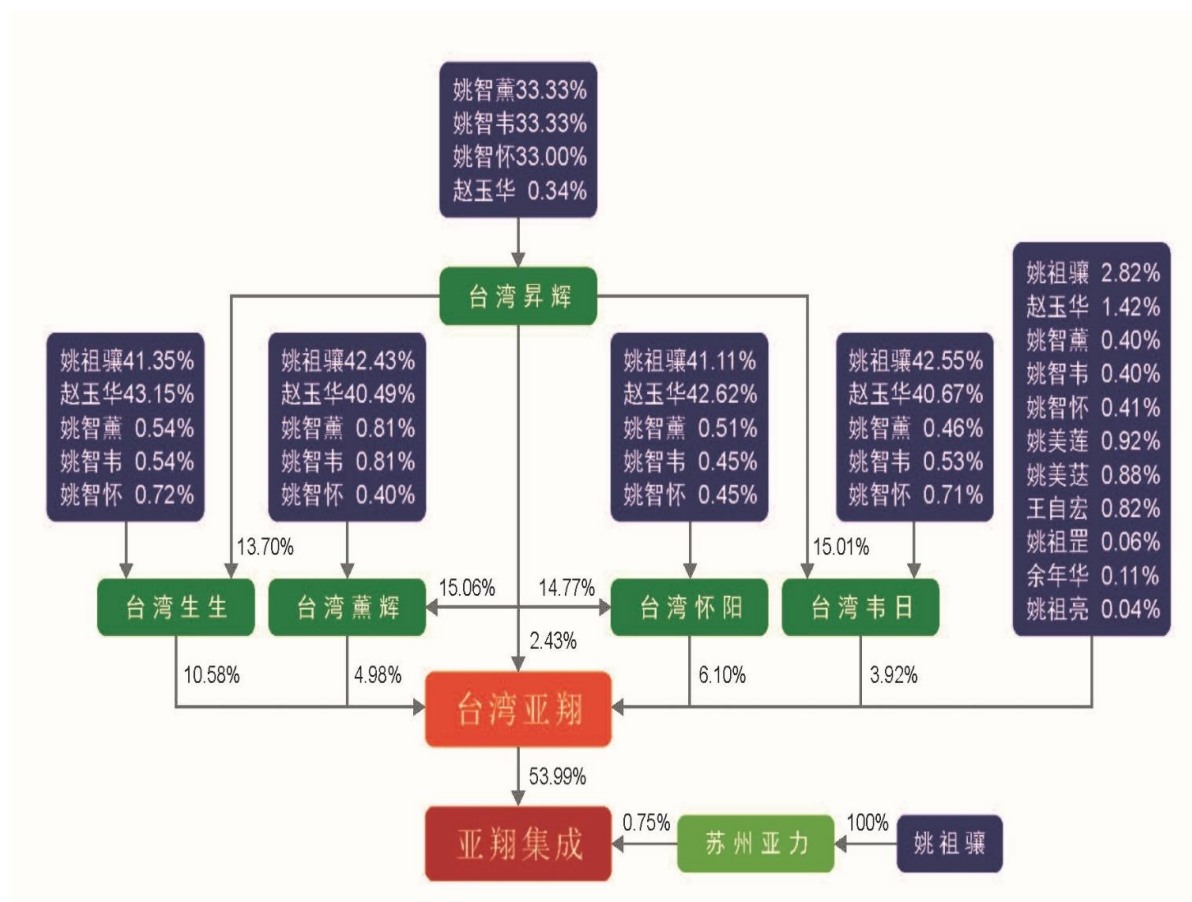 姚智薰33.33%
姚智韦33.33%
姚智怀33.00%
赵玉华 0.34%
台湾昇辉
姚祖骧41.35%
赵玉华43.15%
姚智薰 0.54%
姚智韦 0.54%
姚智怀 0.72%
姚祖骧42.43%
赵玉华40.49%
姚智薰 0.81%
姚智韦 0.81%
姚智怀 0.40%
姚祖骧41.11%
赵玉华42.62%
姚智薰 0.51%
姚智韦 0.45%
姚智怀 0.45%
姚祖骧42.55%
赵玉华40.67%
姚智薰 0.46%
姚智韦 0.53%
姚智怀 0.71%
姚祖骧 2.82%
赵玉华 1.42%
姚智薰 0.40%
姚智韦 0.40%
姚智怀 0.41%
姚美莲 0.92%
姚美莛 0.88%
王自宏 0.82%
姚祖罡 0.06%
余年华 0.11%
姚祖亮 0.04%
13.70%
15.01%
台湾生生
台湾薰辉
15.06%
14.77%
台湾怀阳
台湾韦日
10.58%
4.98%
2.43%
6.10%
3.92%
台湾亚翔
53.99%
亚翔集成
0.75%
苏州亚力
100%
姚祖骧